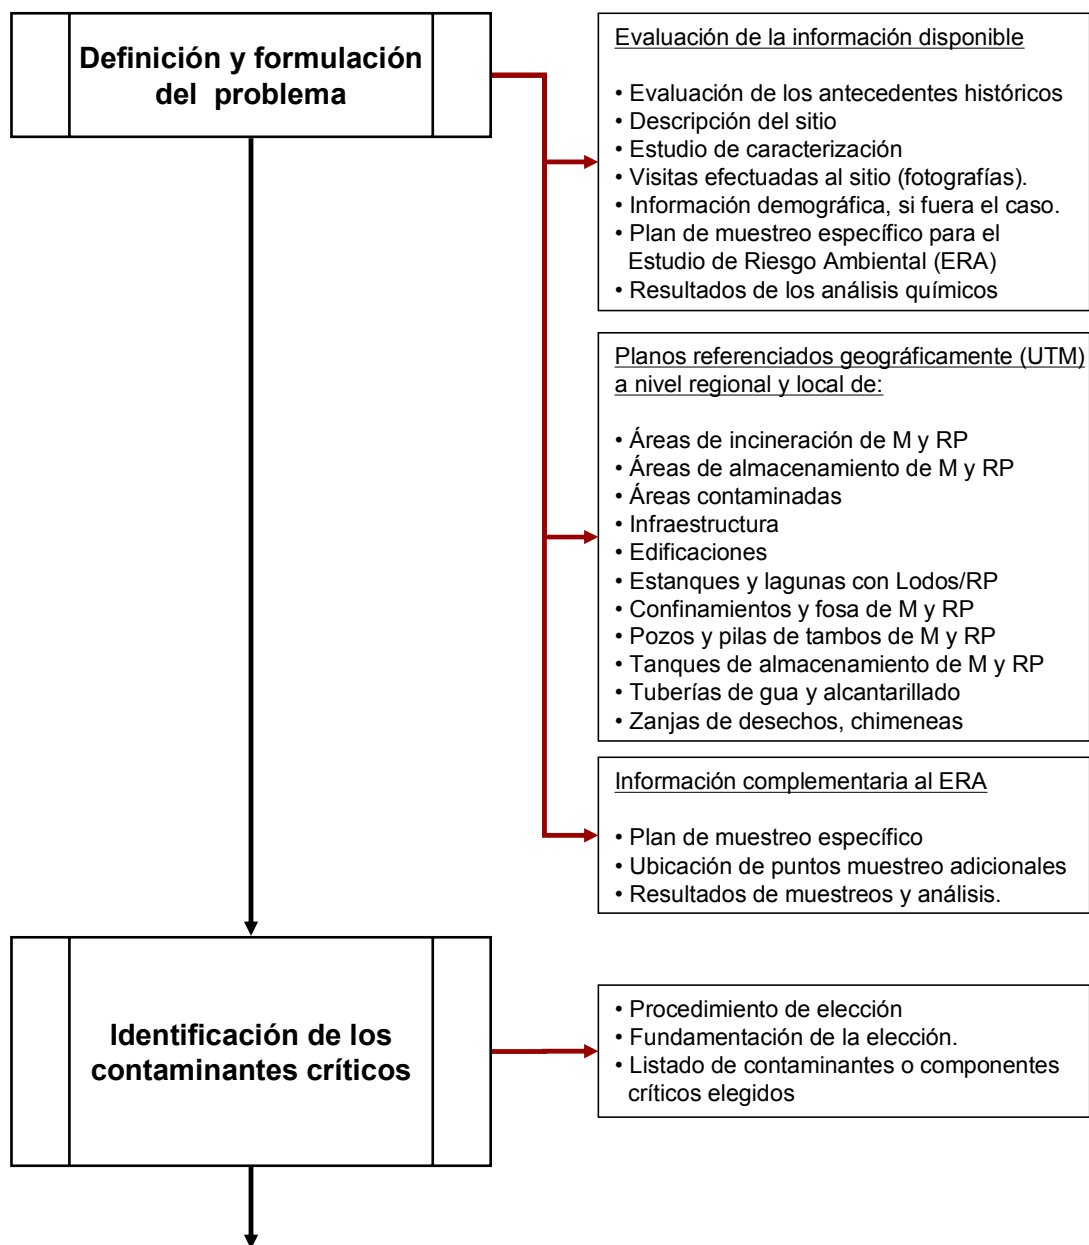 Definición y formulación
del problema
Evaluación de la información disponible
• Evaluación de los antecedentes históricos
• Descripción del sitio
• Estudio de caracterización
• Visitas efectuadas al sitio (fotografías).
• Información demográfica, si fuera el caso.
• Plan de muestreo específico para el
Estudio de Riesgo Ambiental (ERA)
• Resultados de los análisis químicos
Planos referenciados geográficamente (UTM)
a nivel regional y local de:
• Áreas de incineración de M y RP
• Áreas de almacenamiento de M y RP
• Áreas contaminadas
• Infraestructura
• Edificaciones
• Estanques y lagunas con Lodos/RP
• Confinamientos y fosa de M y RP
• Pozos y pilas de tambos de M y RP
• Tanques de almacenamiento de M y RP
• Tuberías de gua y alcantarillado
• Zanjas de desechos, chimeneas
Información complementaria al ERA
• Plan de muestreo específico
• Ubicación de puntos muestreo adicionales
• Resultados de muestreos y análisis.
Identificación de los
contaminantes críticos
• Procedimiento de elección
• Fundamentación de la elección.
• Listado de contaminantes o componentes
críticos elegidos